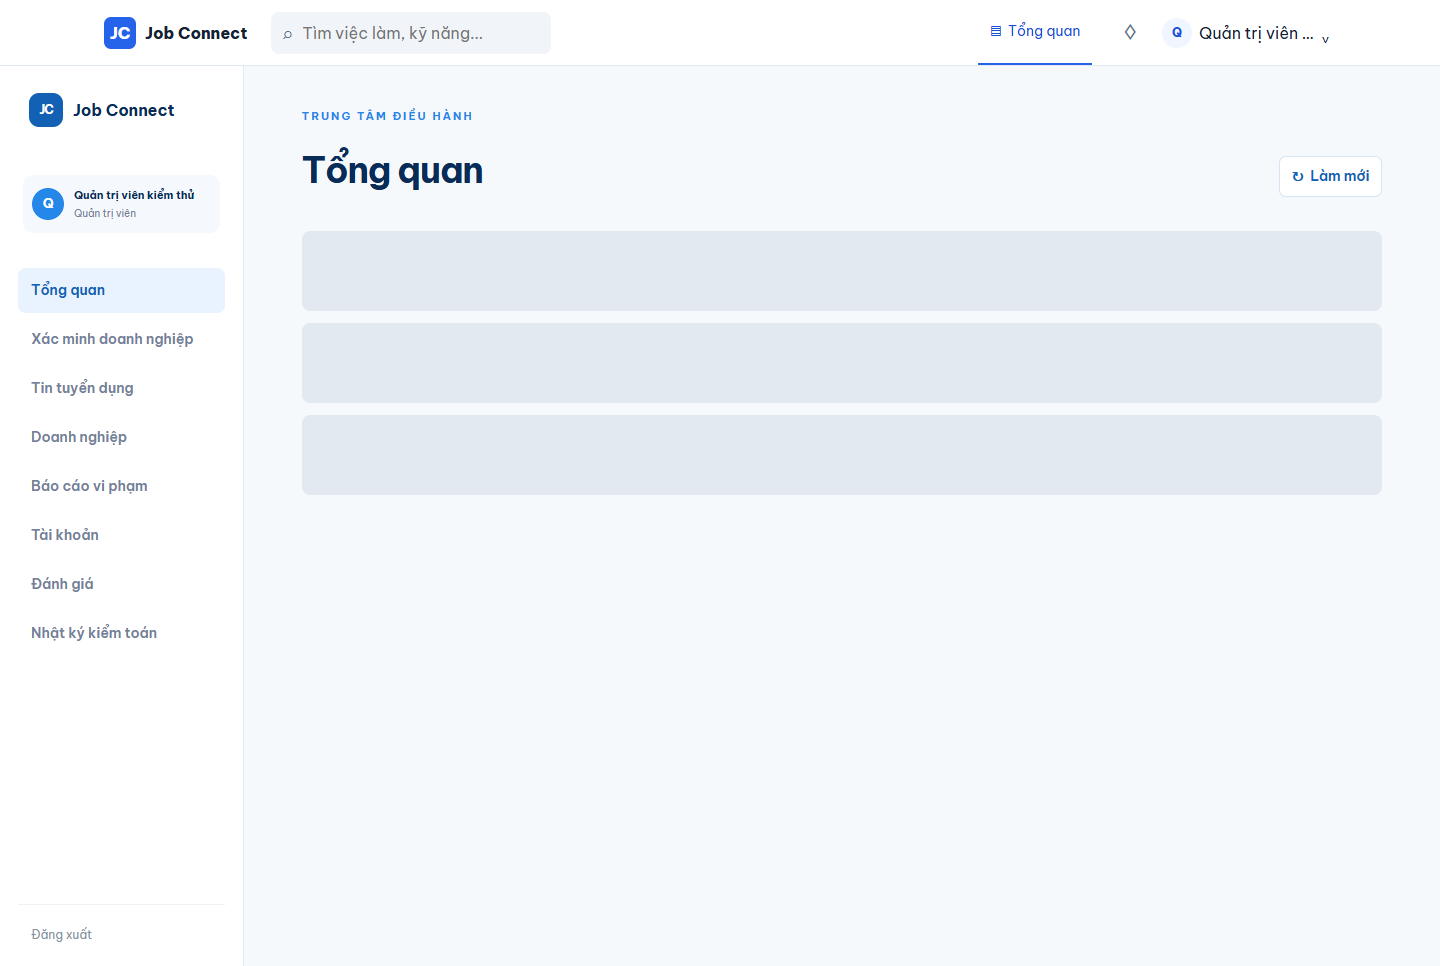 JC Job Connect
Tìm việc làm, kỹ năng...
Tổng quan
Q Quản trị viên ...
JC Job Connect
Q
Quản trị viên kiểm thử
Quản trị viên
Tổng quan
Xác minh doanh nghiệp
Tin tuyển dụng
Doanh nghiệp
Báo cáo vi phạm
Tài khoản
Đánh giá
Nhật ký kiểm toán
Đăng xuất
TRUNG TÂM ĐIỀU HÀNH
Tổng quan
↻ Làm mới